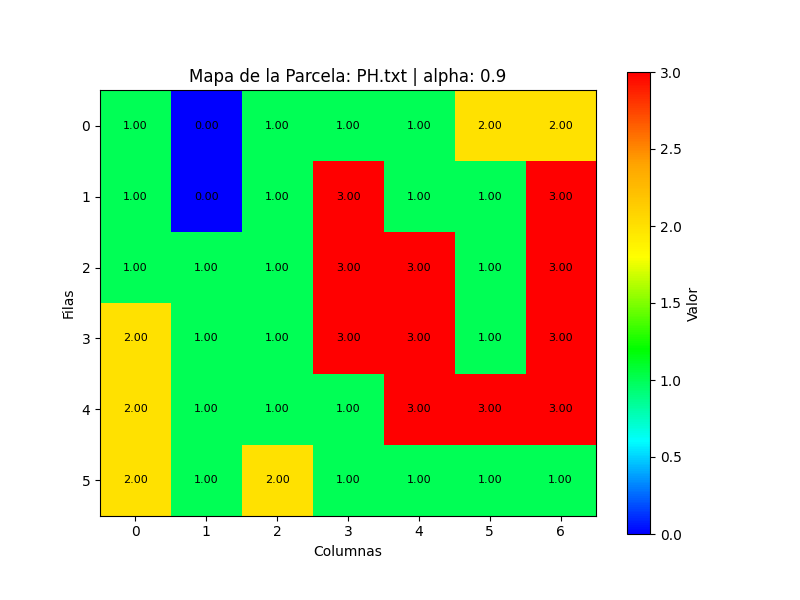 Mapa de la Parcela: PH.txt | alpha: 0.9
0 1.00 0.00 1.00 1.00 1.00 2.00 2.00
1 1.00 0.00 1.00 3.00 1.00 1.00 3.00
2 1.00 1.00 1.00 3.00 3.00 1.00 3.00
3 2.00 1.00 1.00 3.00 3.00 1.00 3.00
4 2.00 1.00 1.00 1.00 3.00 3.00 3.00
5 2.00 1.00 2.00 1.00 1.00 1.00 1.00
0 1 2 3 4 5 6
Columnas
Filas
3.0
2.5
2.0
1.5
1.0
0.5
0.0
Valor